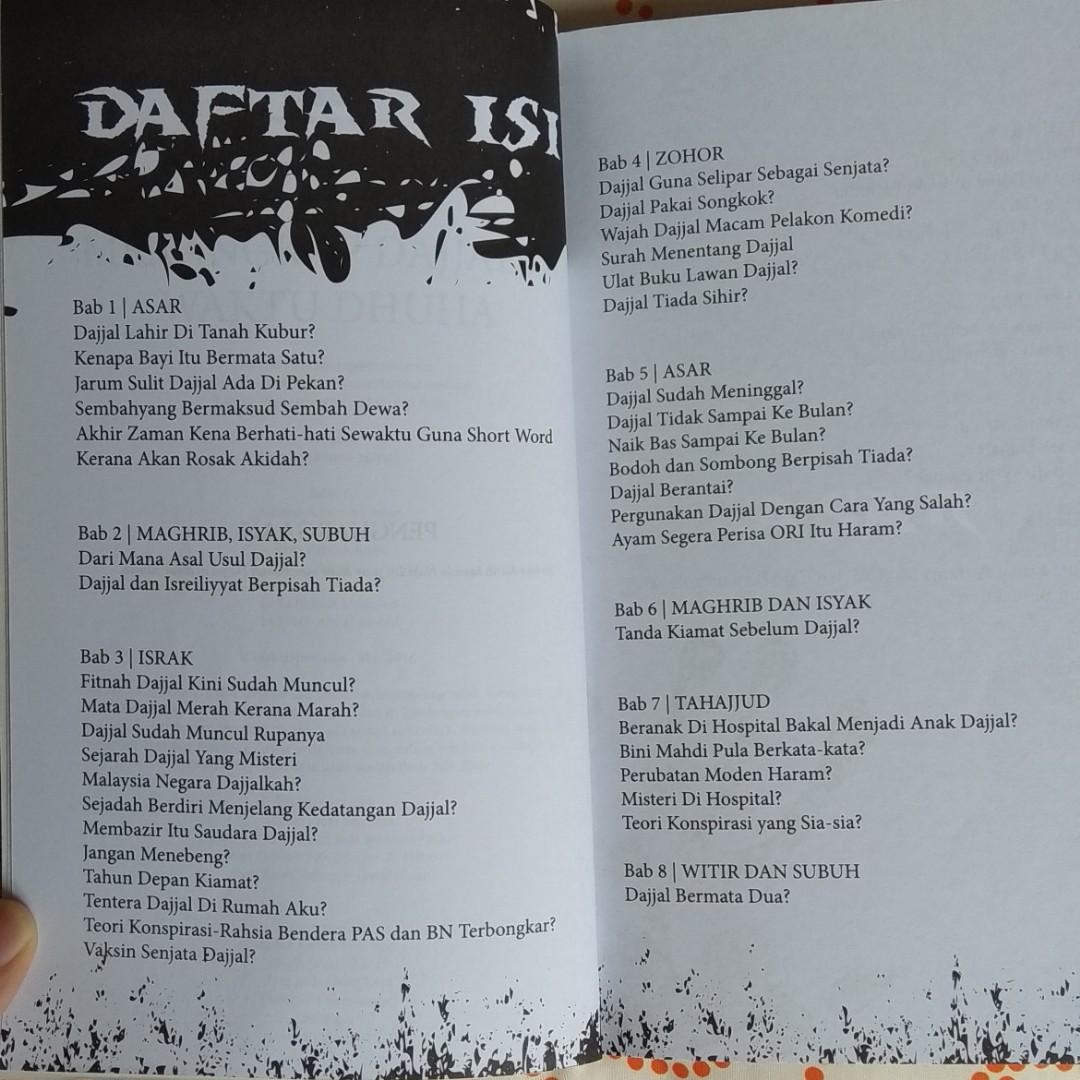 DAFTAR ISI
Bab 1 | ASAR
Dajjal Lahir Di Tanah Kubur?
Kenapa Bayi Itu Bermata Satu?
Jarum Sulit Dajjal Ada Di Pekan?
Sembahyang Bermaksud Sembah Dewa?
Akhir Zaman Kena Berhati-hati Sewaktu Guna Short Word
Kerana Akan Rosak Akidah?
Bab 2 | MAGHRIB, ISYAK, SUBUH
Dari Mana Asal Usul Dajjal?
Dajjal dan Isreiliyyat Berpisah Tiada?
Bab 3 | ISRAK
Fitnah Dajjal Kini Sudah Muncul?
Mata Dajjal Merah Kerana Marah?
Dajjal Sudah Muncul Rupanya
Sejarah Dajjal Yang Misteri
Malaysia Negara Dajjalkah?
Sejadah Berdiri Menjelang Kedatangan Dajjal?
Membazir Itu Saudara Dajjal?
Jangan Menebeng?
Tahun Depan Kiamat?
Tentera Dajjal Di Rumah Aku?
Teori Konspirasi-Rahsia Bendera PAS dan BN Terbongkar?
Vaksin Senjata Dajjal?
Bab 4 | ZOHOR
Dajjal Guna Selipar Sebagai Senjata?
Dajjal Pakai Songkok?
Wajah Dajjal Macam Pelakon Komedi?
Surah Menentang Dajjal
Ulat Buku Lawan Dajjal?
Dajjal Tiada Sihir?
Bab 5 | ASAR
Dajjal Sudah Meninggal?
Dajjal Tidak Sampai Ke Bulan?
Naik Bas Sampai Ke Bulan?
Bodoh dan Sombong Berpisah Tiada?
Dajjal Berantai?
Pergunakan Dajjal Dengan Cara Yang Salah?
Ayam Segera Perisa ORI Itu Haram?
Bab 6 | MAGHRIB DAN ISYAK
Tanda Kiamat Sebelum Dajjal?
Bab 7 | TAHAJJUD
Beranak Di Hospital Bakal Menjadi Anak Dajjal?
Bini Mahdi Pula Berkata-kata?
Perubatan Moden Haram?
Misteri Di Hospital?
Teori Konspirasi yang Sia-sia?
Bab 8 | WITIR DAN SUBUH
Dajjal Bermata Dua?